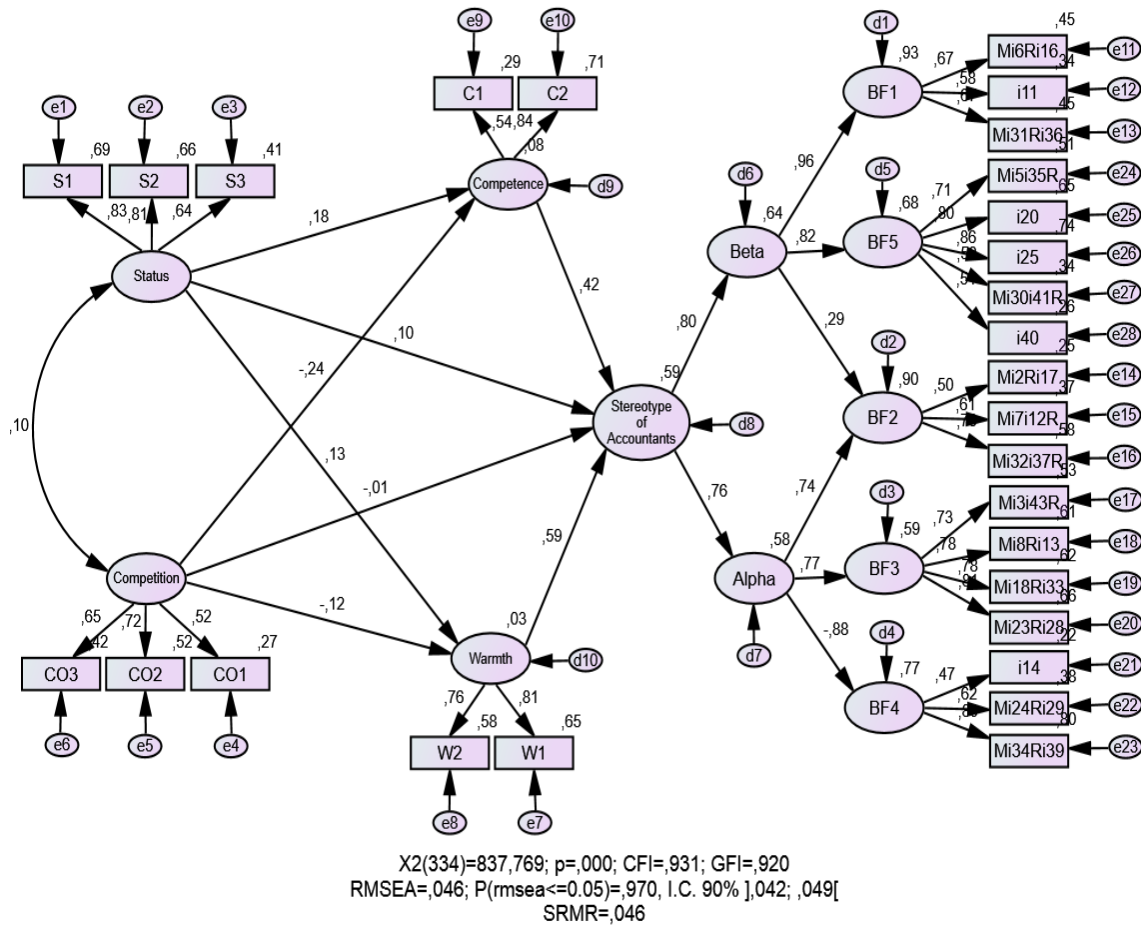 d1
e9 e10
,45
,93 ,67 Mi6Ri16 e11
,29 ,71 ,34
C1 C2 BF1 ,58 i11 e12
e1 e2 e3 ,45
,54 ,84 Mi31Ri36 e13
,08 ,51
,69 ,66 ,41 d5 Mi5i35R e24
S1 S2 S3 Competence d9 d6 ,96 ,71 ,65
,83 ,81 ,64 ,18 ,64 ,68 i20 e25
,74
Beta ,82 BF5 ,86 i25 e26
Status ,34
,42 Mi30i41R e27
,10 ,80 ,29 ,26
d2 i40 e28
-,24 ,25
,59 ,90 ,50 Mi2Ri17 e14
,37
Stereotype
of
Accountants
d8 BF2 ,61 Mi7i12R e15
,58
,10 ,13 Mi32i37R e16
,53
-,01 ,74 d3 Mi3i43R e17
,76 ,73 ,61
,59 ,59 ,78 Mi8Ri13 e18
,58 ,62
Competition Alpha ,77 BF3 ,78 Mi18Ri33 e19
,66
,65 ,72 ,52 -,12 ,03 Mi23Ri28 e20
-,88 d4 ,22
,42 ,52 ,27 Warmth d10 d7 i14 e21
CO3 CO2 CO1 ,77 ,47 ,38
,76 ,81 BF4 ,62 Mi24Ri29 e22
,80
e6 e5 e4 ,58 ,65 Mi34Ri39 e23
W2 W1
e8 e7
X2(334)=837,769; p=,000; CFI=,931; GFI=,920
RMSEA=,046; P(rmsea<=0.05)=,970, I.C. 90% ],042; ,049[
SRMR=,046